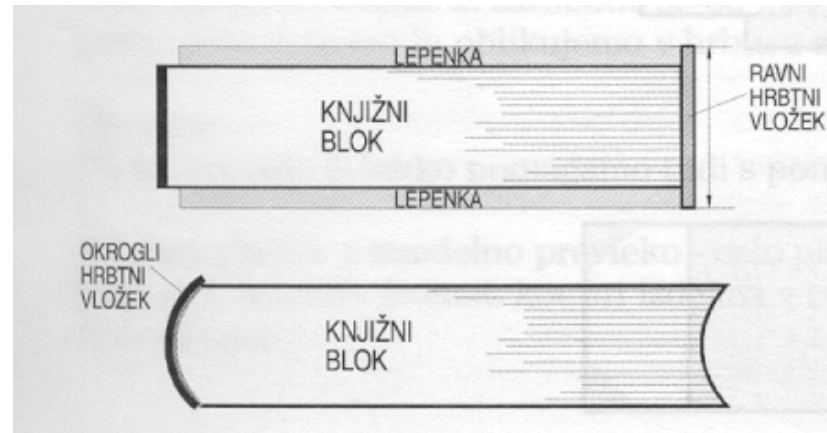 LEPENKA
KNJIŽNI
BLOK
RAVNI
HRBTNI
VLOŽEK
LEPENKA
OKROGLI
HRBTNI
VLOŽEK
KNJIŽNI
BLOK